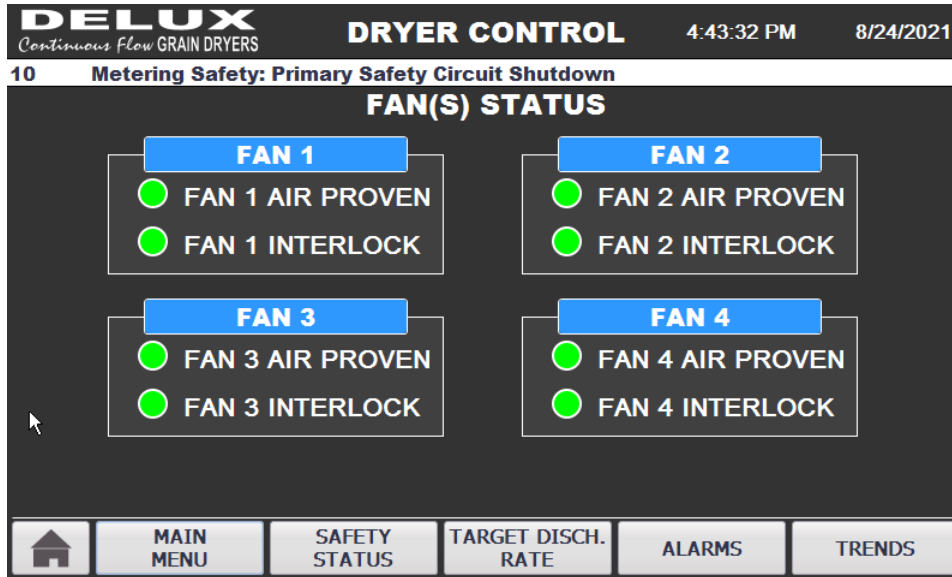 DELUX
Continuous Flow GRAIN DRYERS
DRYER CONTROL
4:43:32 PM
8/24/2021
10 Metering Safety: Primary Safety Circuit Shutdown
FAN(S) STATUS
FAN 1
FAN 1 AIR PROVEN
FAN 1 INTERLOCK
FAN 2
FAN 2 AIR PROVEN
FAN 2 INTERLOCK
FAN 3
FAN 3 AIR PROVEN
FAN 3 INTERLOCK
FAN 4
FAN 4 AIR PROVEN
FAN 4 INTERLOCK
MAIN
MENU
SAFETY
STATUS
TARGET DISCH.
RATE
ALARMS
TRENDS